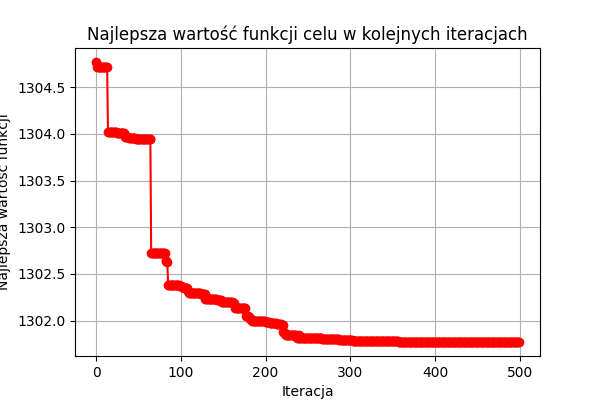 Najlepsza wartość funkcji celu w kolejnych iteracjach
Najlepsza wartość funkcji
1304.5
1304.0
1303.5
1303.0
1302.5
1302.0
0 100 200 300 400 500
Iteracja